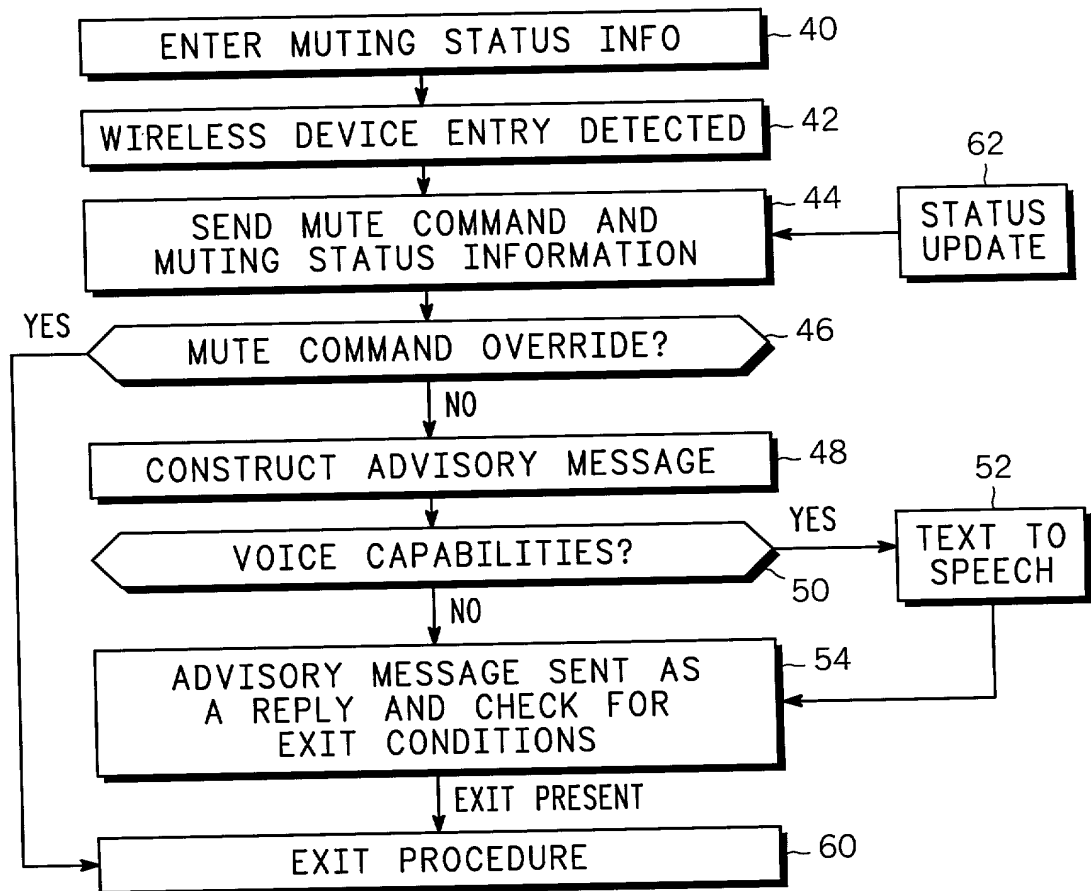 ENTER MUTING STATUS INFO
40
WIRELESS DEVICE ENTRY DETECTED
42
62
SEND MUTE COMMAND AND
MUTING STATUS INFORMATION
44
STATUS
UPDATE
YES
MUTE COMMAND OVERRIDE?
46
NO
CONSTRUCT ADVISORY MESSAGE
48
52
VOICE CAPABILITIES?
YES
50
TEXT TO
SPEECH
NO
ADVISORY MESSAGE SENT AS
A REPLY AND CHECK FOR
EXIT CONDITIONS
54
EXIT PRESENT
EXIT PROCEDURE
60